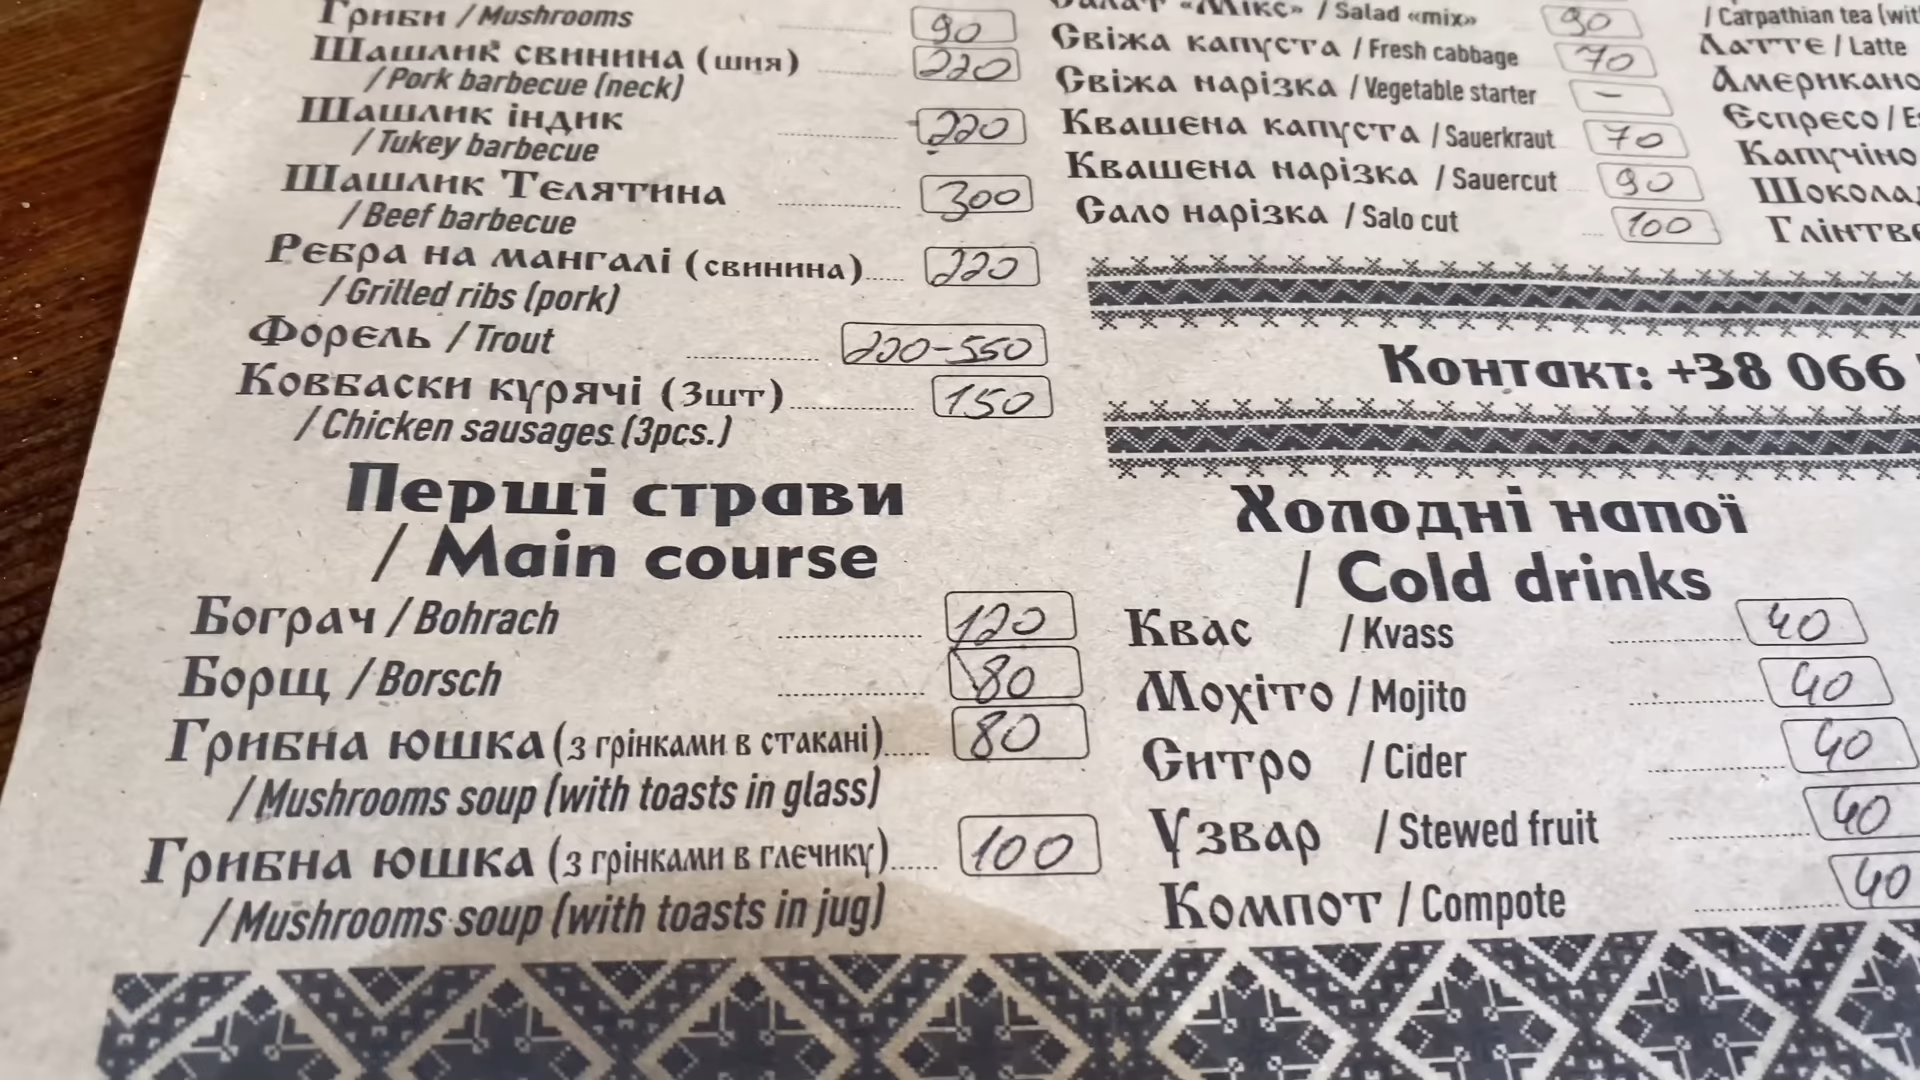 Гриби / Mushrooms 90
Шашлик свинина (шия) 220
/ Pork barbecue (neck)
Шашлик індик 220
/ Tukey barbecue
Шашлик Телятина 300
/ Beef barbecue
Ребра на мангалі (свинина) 220
/ Grilled ribs (pork)
Форель / Trout 200-550
Ковбаски курячі (3шт) 150
/ Chicken sausages (3pcs.)
Перші страви
/ Main course
Бограч / Bohrach 120
Борщ / Borsch 80
Грибна юшка (з грінками в стакані) 80
/ Mushrooms soup (with toasts in glass)
Грибна юшка (з грінками в глечику) 100
/ Mushrooms soup (with toasts in jug)
Салат «Мікс» / Salad «mix» 90
Свіжа капуста / Fresh cabbage 70
Свіжа нарізка / Vegetable starter –
Квашена капуста / Sauerkraut 70
Квашена нарізка / Sauercut 90
Сало нарізка / Salo cut 100
Контакт: +38 066
Холодні напої
/ Cold drinks
Квас / Kvass 40
Мохіто / Mojito 40
Ситро / Cider 40
Узвар / Stewed fruit 40
Компот / Compote 40
/ Carpathian tea
Латте / Latte
Американо
Еспресо /
Капучіно